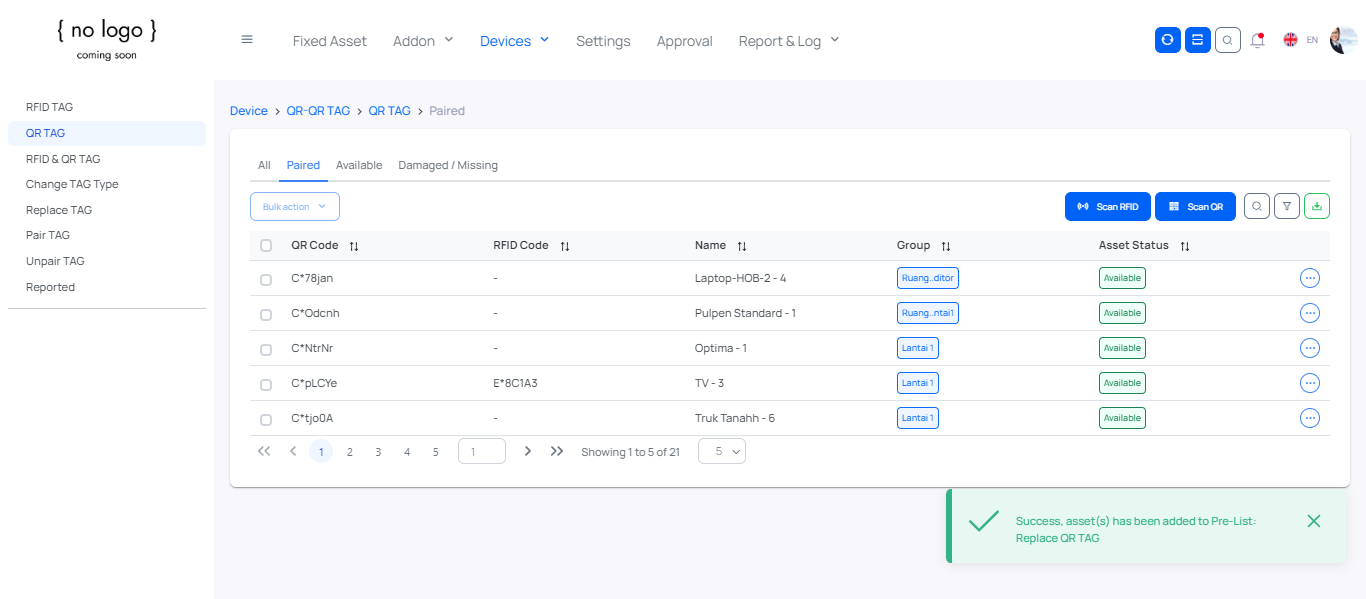 { no logo }
coming soon
Fixed Asset Addon Devices Settings Approval Report & Log EN
RFID TAG
QR TAG
RFID & QR TAG
Change TAG Type
Replace TAG
Pair TAG
Unpair TAG
Reported
Device > QR-QR TAG > QR TAG > Paired
All Paired Available Damaged / Missing
Bulk action Scan RFID Scan QR
QR Code RFID Code Name Group Asset Status
C*78jan - Laptop-HOB-2 - 4 Ruang..ditor Available
C*Odcnh - Pulpen Standard - 1 Ruang..ntai1 Available
C*NtrNr - Optima - 1 Lantai 1 Available
C*pLCYe E*8C1A3 TV - 3 Lantai 1 Available
C*tjo0A - Truk Tanahh - 6 Lantai 1 Available
1 2 3 4 5 1 Showing 1 to 5 of 21 5
Success, asset(s) has been added to Pre-List:
Replace QR TAG